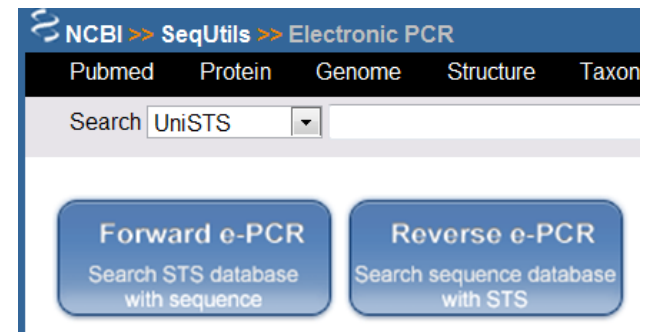 NCBI >> SeqUtils >> Electronic PCR
Pubmed Protein Genome Structure Taxon
Search UniSTS
Forward e-PCR
Search STS database
with sequence
Reverse e-PCR
Search sequence database
with STS